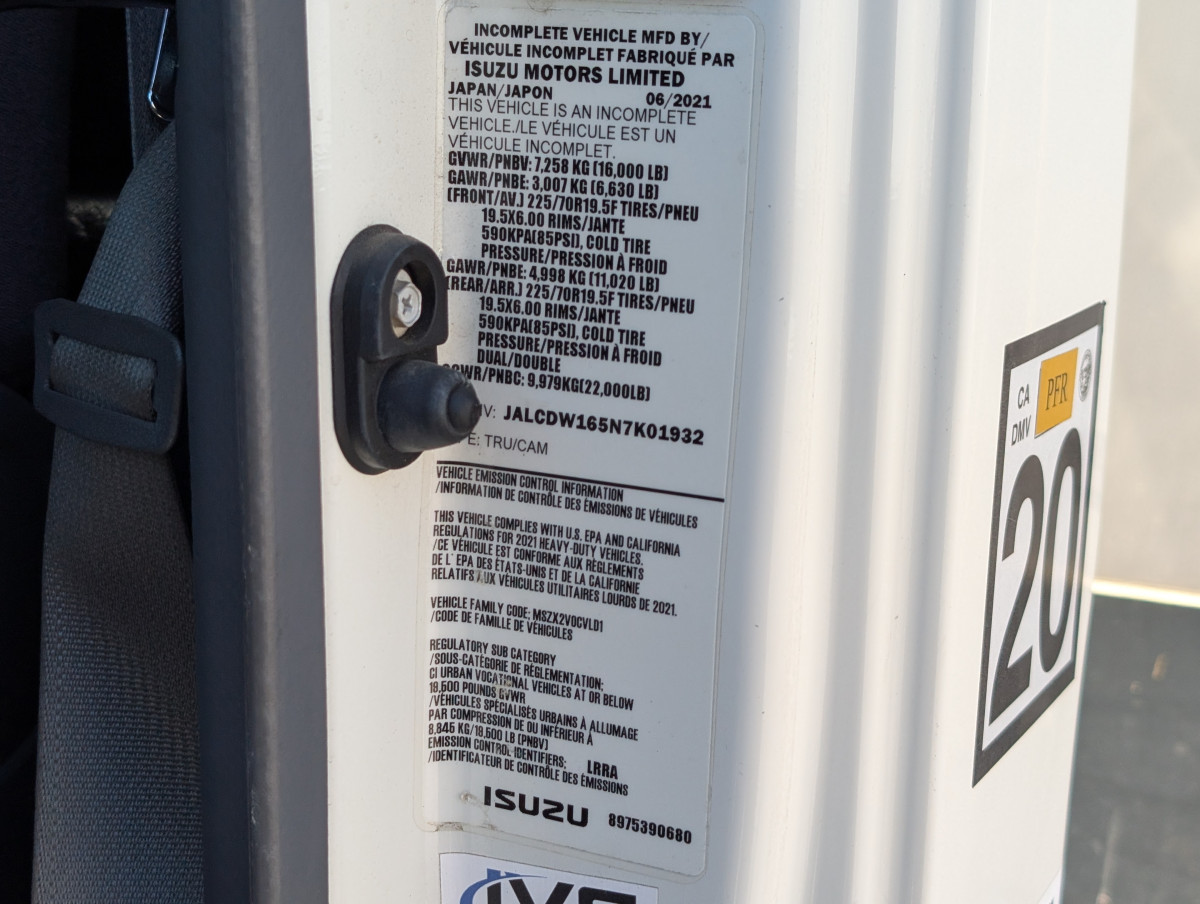 INCOMPLETE VEHICLE MFD BY/
VÉHICULE INCOMPLET FABRIQUÉ PAR
ISUZU MOTORS LIMITED
JAPAN/JAPON 06/2021
THIS VEHICLE IS AN INCOMPLETE
VEHICLE./LE VÉHICULE EST UN
VÉHICULE INCOMPLET.
GVWR/PNBV: 7,258 KG (16,000 LB)
GAWR/PNBE: 3,007 KG (6,630 LB)
(FRONT/AV.) 225/70R19.5F TIRES/PNEU
19.5X6.00 RIMS/JANTE
590KPA(85PSI), COLD TIRE
PRESSURE/PRESSION À FROID
GAWR/PNBE: 4,998 KG (11,020 LB)
(REAR/ARR.) 225/70R19.5F TIRES/PNEU
19.5X6.00 RIMS/JANTE
590KPA(85PSI), COLD TIRE
PRESSURE/PRESSION À FROID
DUAL/DOUBLE
GCWR/PNBC: 9,979KG(22,000LB)
JALCDW165N7K01932
TRU/CAM
VEHICLE EMISSION CONTROL INFORMATION
/INFORMATION DE CONTRÔLE DES ÉMISSIONS DE VÉHICULES
THIS VEHICLE COMPLIES WITH U.S. EPA AND CALIFORNIA
REGULATIONS FOR 2021 HEAVY-DUTY VEHICLES.
/CE VÉHICULE EST CONFORME AUX RÈGLEMENTS
DE L' EPA DES ÉTATS-UNIS ET DE LA CALIFORNIE
RELATIFS AUX VÉHICULES UTILITAIRES LOURDS DE 2021.
VEHICLE FAMILY CODE: MSZX2VOCVLD1
/CODE DE FAMILLE DE VÉHICULES
REGULATORY SUB CATEGORY
/SOUS-CATÉGORIE DE RÈGLEMENTATION:
CI URBAN VOCATIONAL VEHICLES AT OR BELOW
19,500 POUNDS GVWR
/VÉHICULES SPÉCIALISÉS URBAINS À ALLUMAGE
PAR COMPRESSION DE OU INFÉRIEUR À
8,845 KG/19,500 LB (PNBV)
EMISSION CONTROL IDENTIFIERS: LRRA
/IDENTIFICATEUR DE CONTRÔLE DES ÉMISSIONS
ISUZU 8975390680
CA PFR
DMV
20